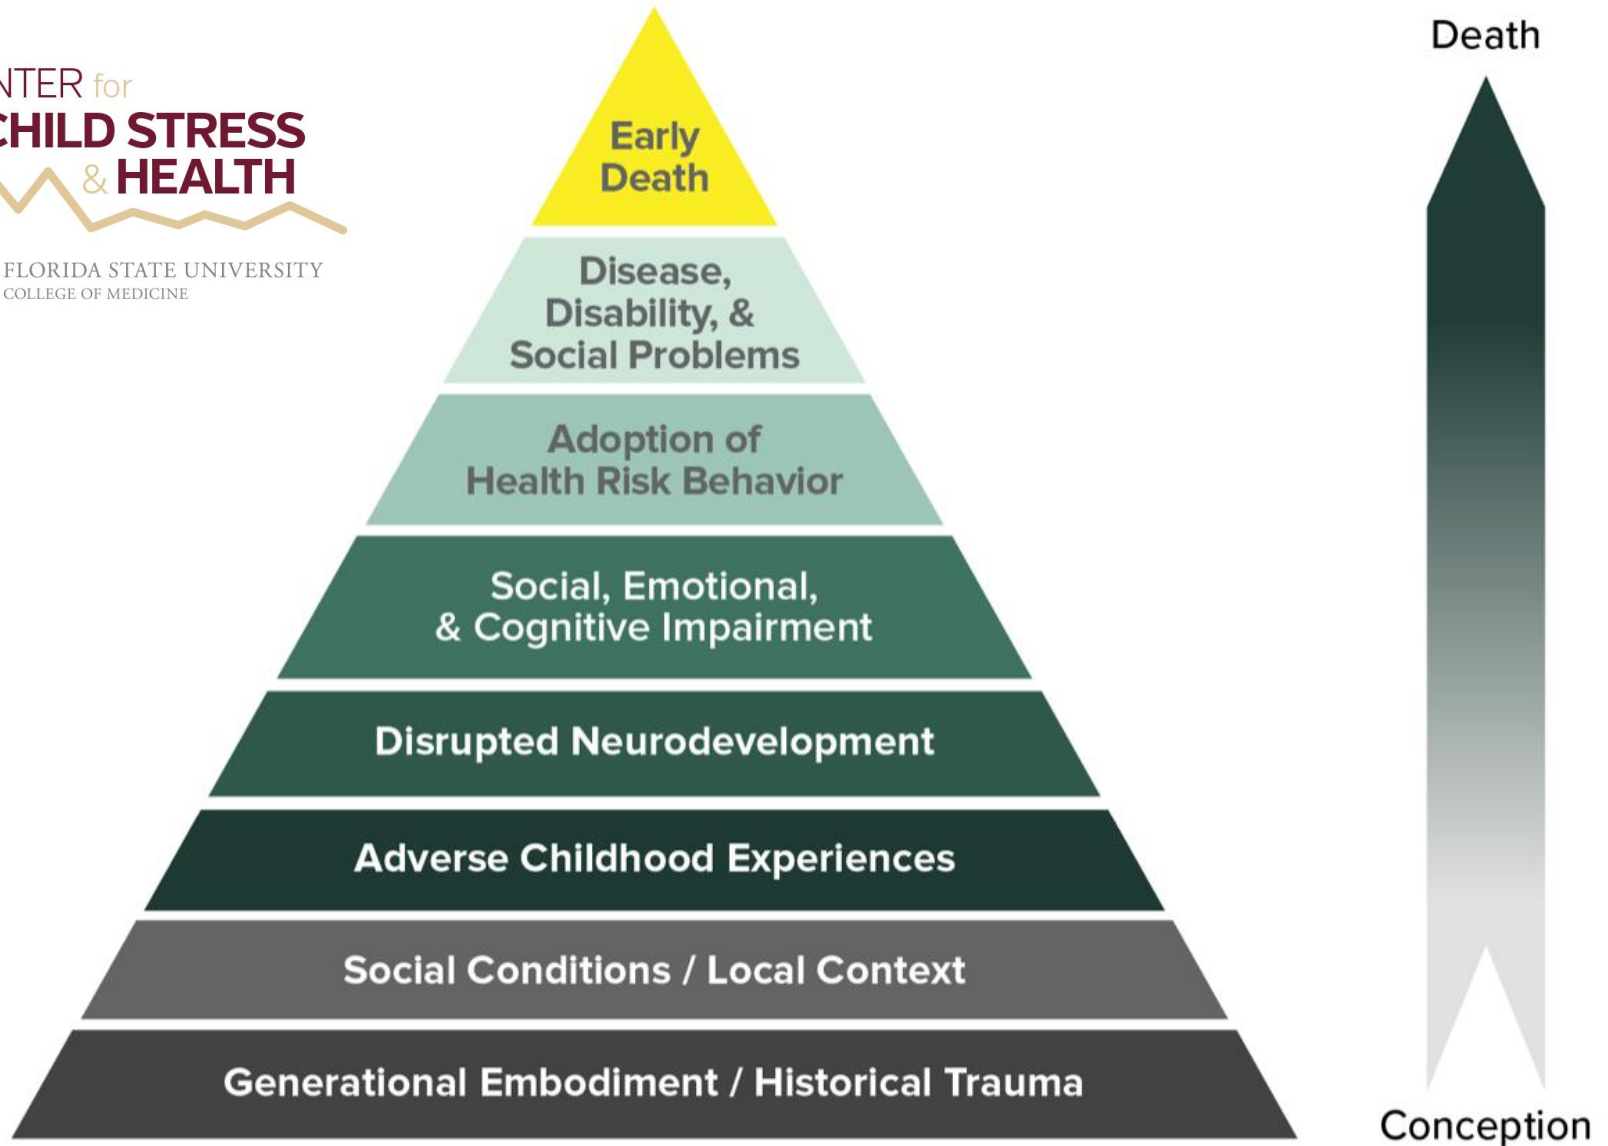 NTER for
CHILD STRESS
& HEALTH
FLORIDA STATE UNIVERSITY
COLLEGE OF MEDICINE
Early
Death
Disease,
Disability, &
Social Problems
Adoption of
Health Risk Behavior
Social, Emotional,
& Cognitive Impairment
Disrupted Neurodevelopment
Adverse Childhood Experiences
Social Conditions / Local Context
Generational Embodiment / Historical Trauma
Death
Conception